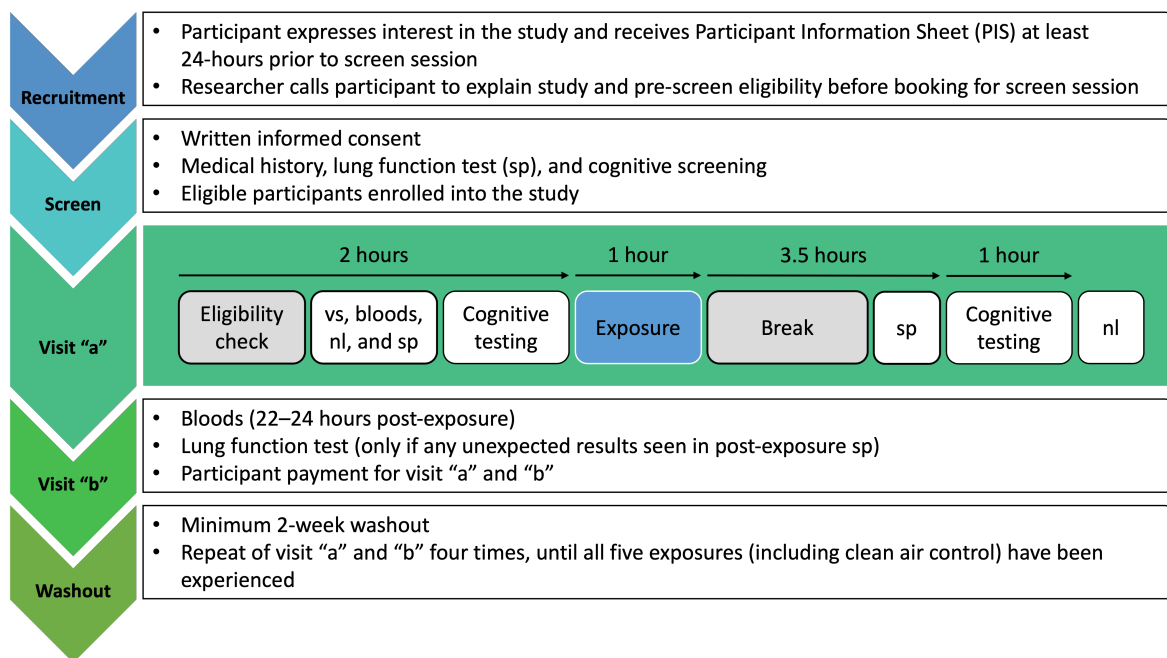 Recruitment
• Participant expresses interest in the study and receives Participant Information Sheet (PIS) at least
24-hours prior to screen session
• Researcher calls participant to explain study and pre-screen eligibility before booking for screen session
Screen
• Written informed consent
• Medical history, lung function test (sp), and cognitive screening
• Eligible participants enrolled into the study
Visit “a”
2 hours
1 hour
3.5 hours
1 hour
Eligibility
check
vs, bloods,
nl, and sp
Cognitive
testing
Exposure
Break
sp
Cognitive
testing
nl
Visit “b”
• Bloods (22–24 hours post-exposure)
• Lung function test (only if any unexpected results seen in post-exposure sp)
• Participant payment for visit “a” and “b”
Washout
• Minimum 2-week washout
• Repeat of visit “a” and “b” four times, until all five exposures (including clean air control) have been
experienced